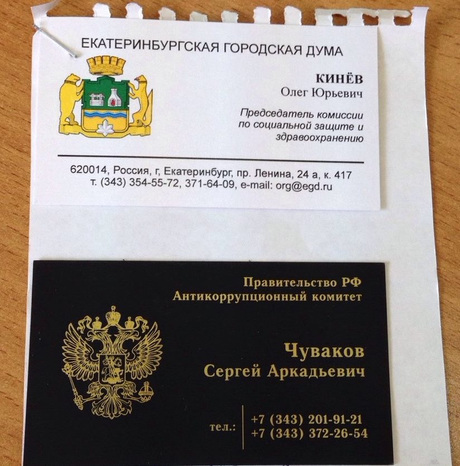 ЕКАТЕРИНБУРГСКАЯ ГОРОДСКАЯ ДУМА
КИНЁВ
Олег Юрьевич
Председатель комиссии
по социальной защите и
здравоохранению
620014, Россия, г, Екатеринбург, пр. Ленина, 24 а, к. 417
т. (343) 354-55-72, 371-64-09, e-mail: org@egd.ru
Правительство РФ
Антикоррупционный комитет
Чуваков
Сергей Аркадьевич
тел.: +7 (343) 201-91-21
+7 (343) 372-26-54